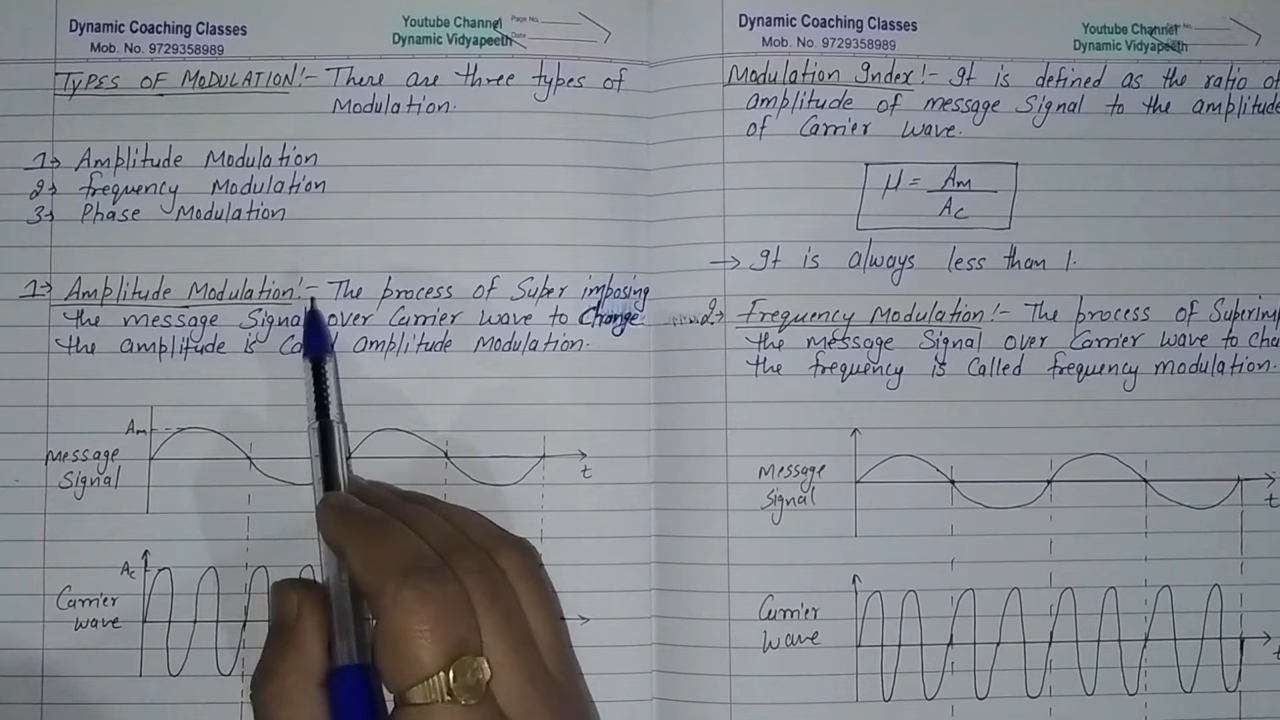 Dynamic Coaching Classes
Mob. No. 9729358989
Youtube Channel
Dynamic Vidyapeeth
Page No.
Date
TYPES OF MODULATION!- There are three types of
Modulation.
1→ Amplitude Modulation
2→ frequency Modulation
3→ Phase Modulation
1→ Amplitude Modulation!- The process of Super imposing
the message Signal over Carrier wave to Change
the amplitude is amplitude Modulation.
Am
Message
Signal
t
Ac
Carrier
wave
Dynamic Coaching Classes
Mob. No. 9729358989
Youtube Channel
Dynamic Vidyapeeth
Modulation Index!- It is defined as the ratio of
amplitude of message Signal to the amplitude
of Carrier wave.
μ = Am
Ac
→ It is always less than 1.
2→ Frequency Modulation!- The process of
the message Signal over Carrier wave to
the frequency is Called frequency modulation.
Message
Signal
t
Carrier
Wave
t